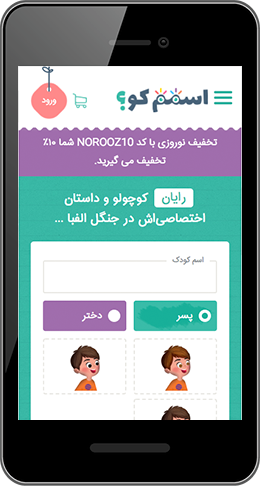 اسمم کو؟
ورود
تخفیف نوروزی با کد NOROOZ10 شما ۱۰٪
تخفیف می گیرید.
رایان کوچولو و داستان
اختصاصی‌اش در جنگل الفبا ...
اسم کودک
پسر
دختر